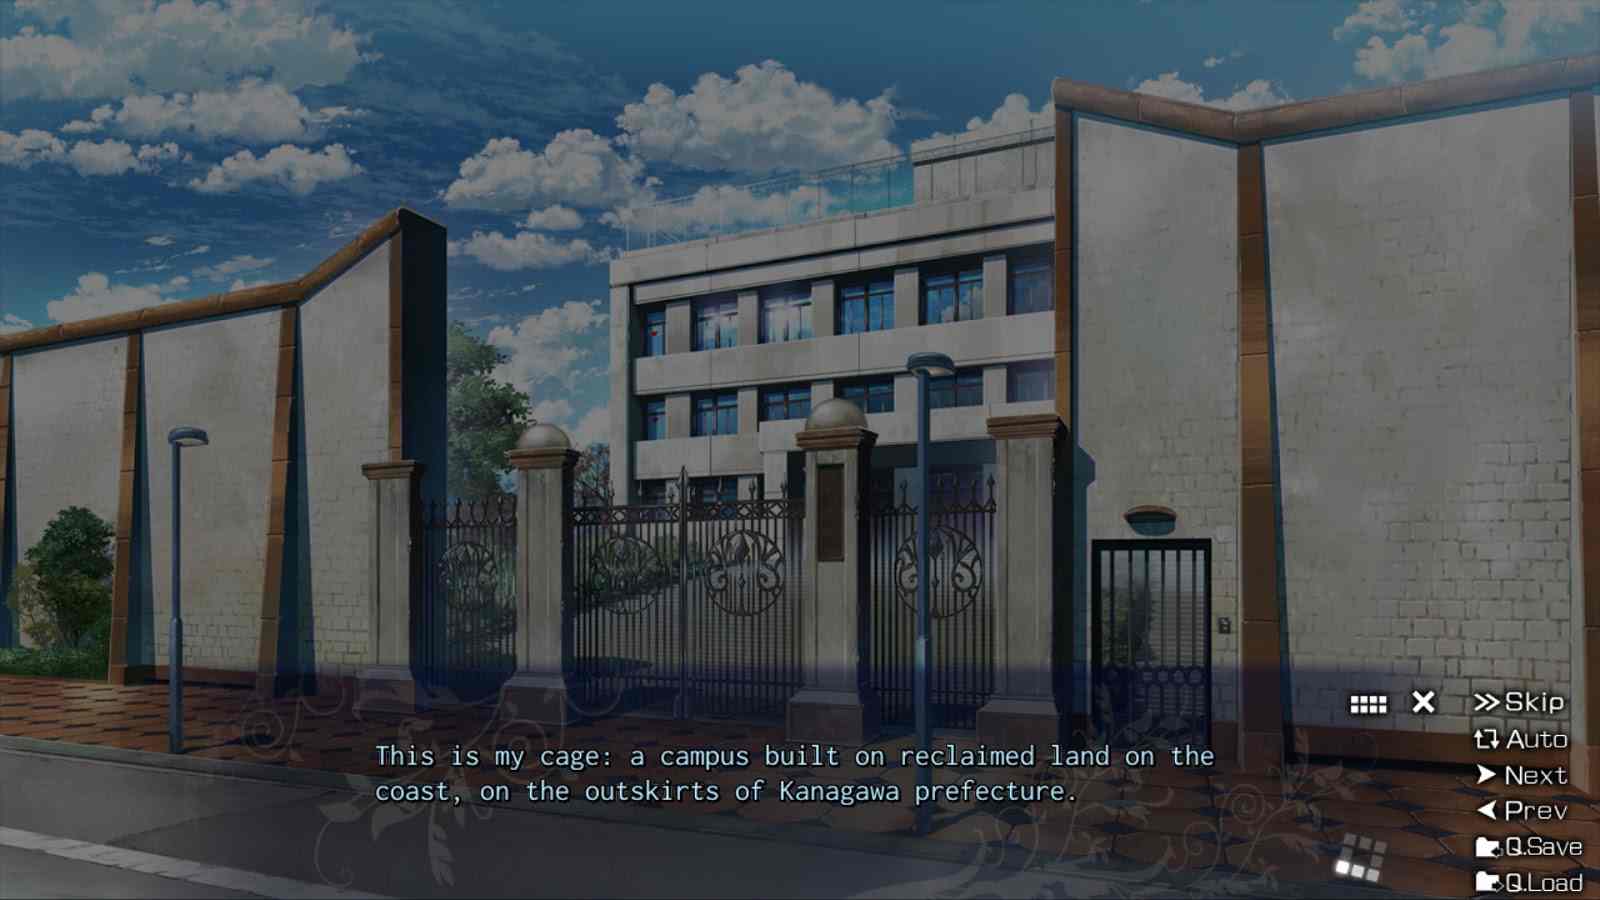 This is my cage: a campus built on reclaimed land on the
coast, on the outskirts of Kanagawa prefecture.
Skip
Auto
Next
Prev
Q.Save
Q.Load